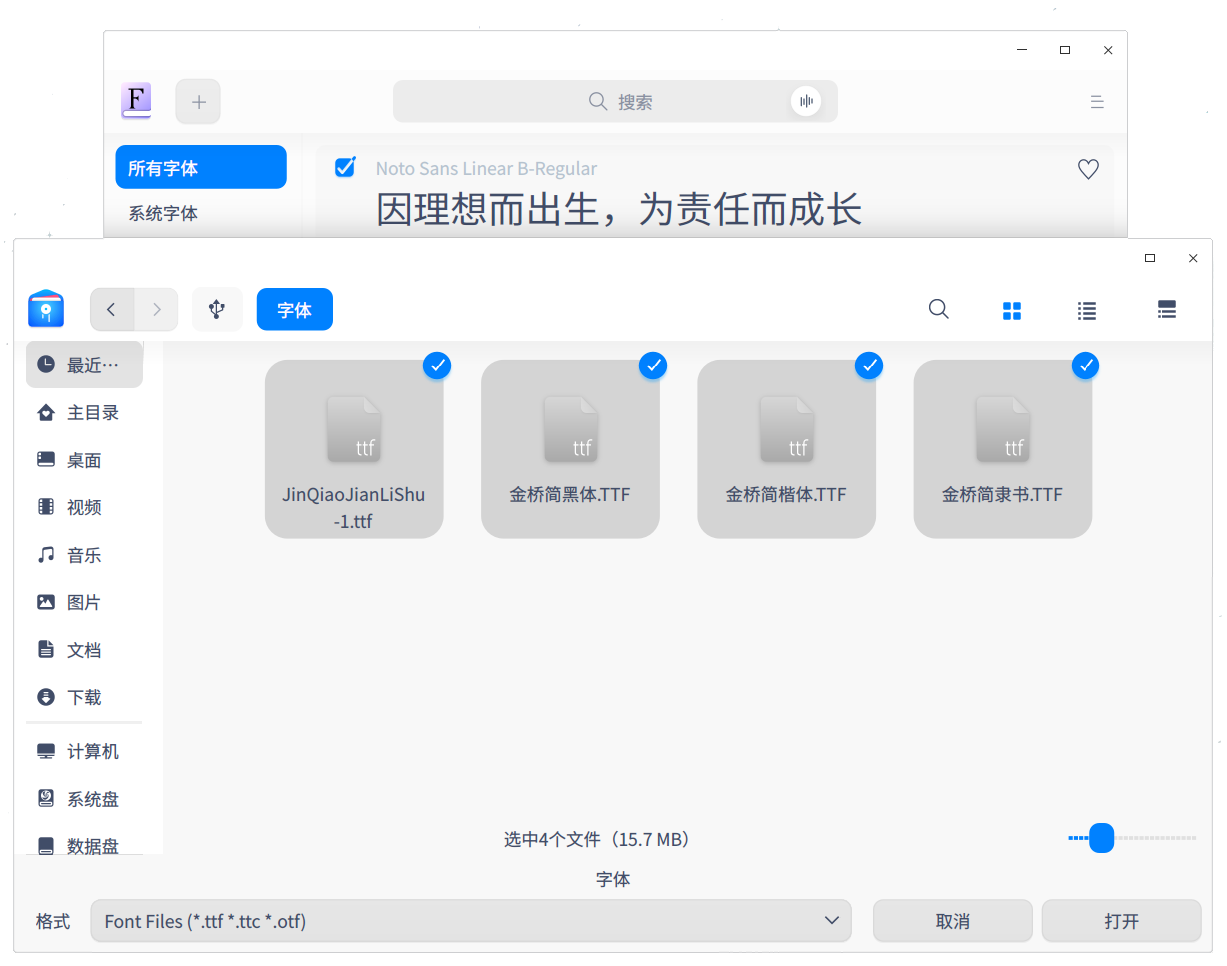 F
搜索
所有字体
系统字体
Noto Sans Linear B-Regular
因理想而出生，为责任而成长
字体
最近…
主目录
桌面
视频
音乐
图片
文档
下载
计算机
系统盘
数据盘
ttf
ttf
ttf
ttf
JinQiaoJianLiShu
-1.ttf
金桥简黑体.TTF
金桥简楷体.TTF
金桥简隶书.TTF
选中4个文件（15.7 MB）
字体
格式
Font Files (*.ttf *.ttc *.otf)
取消
打开